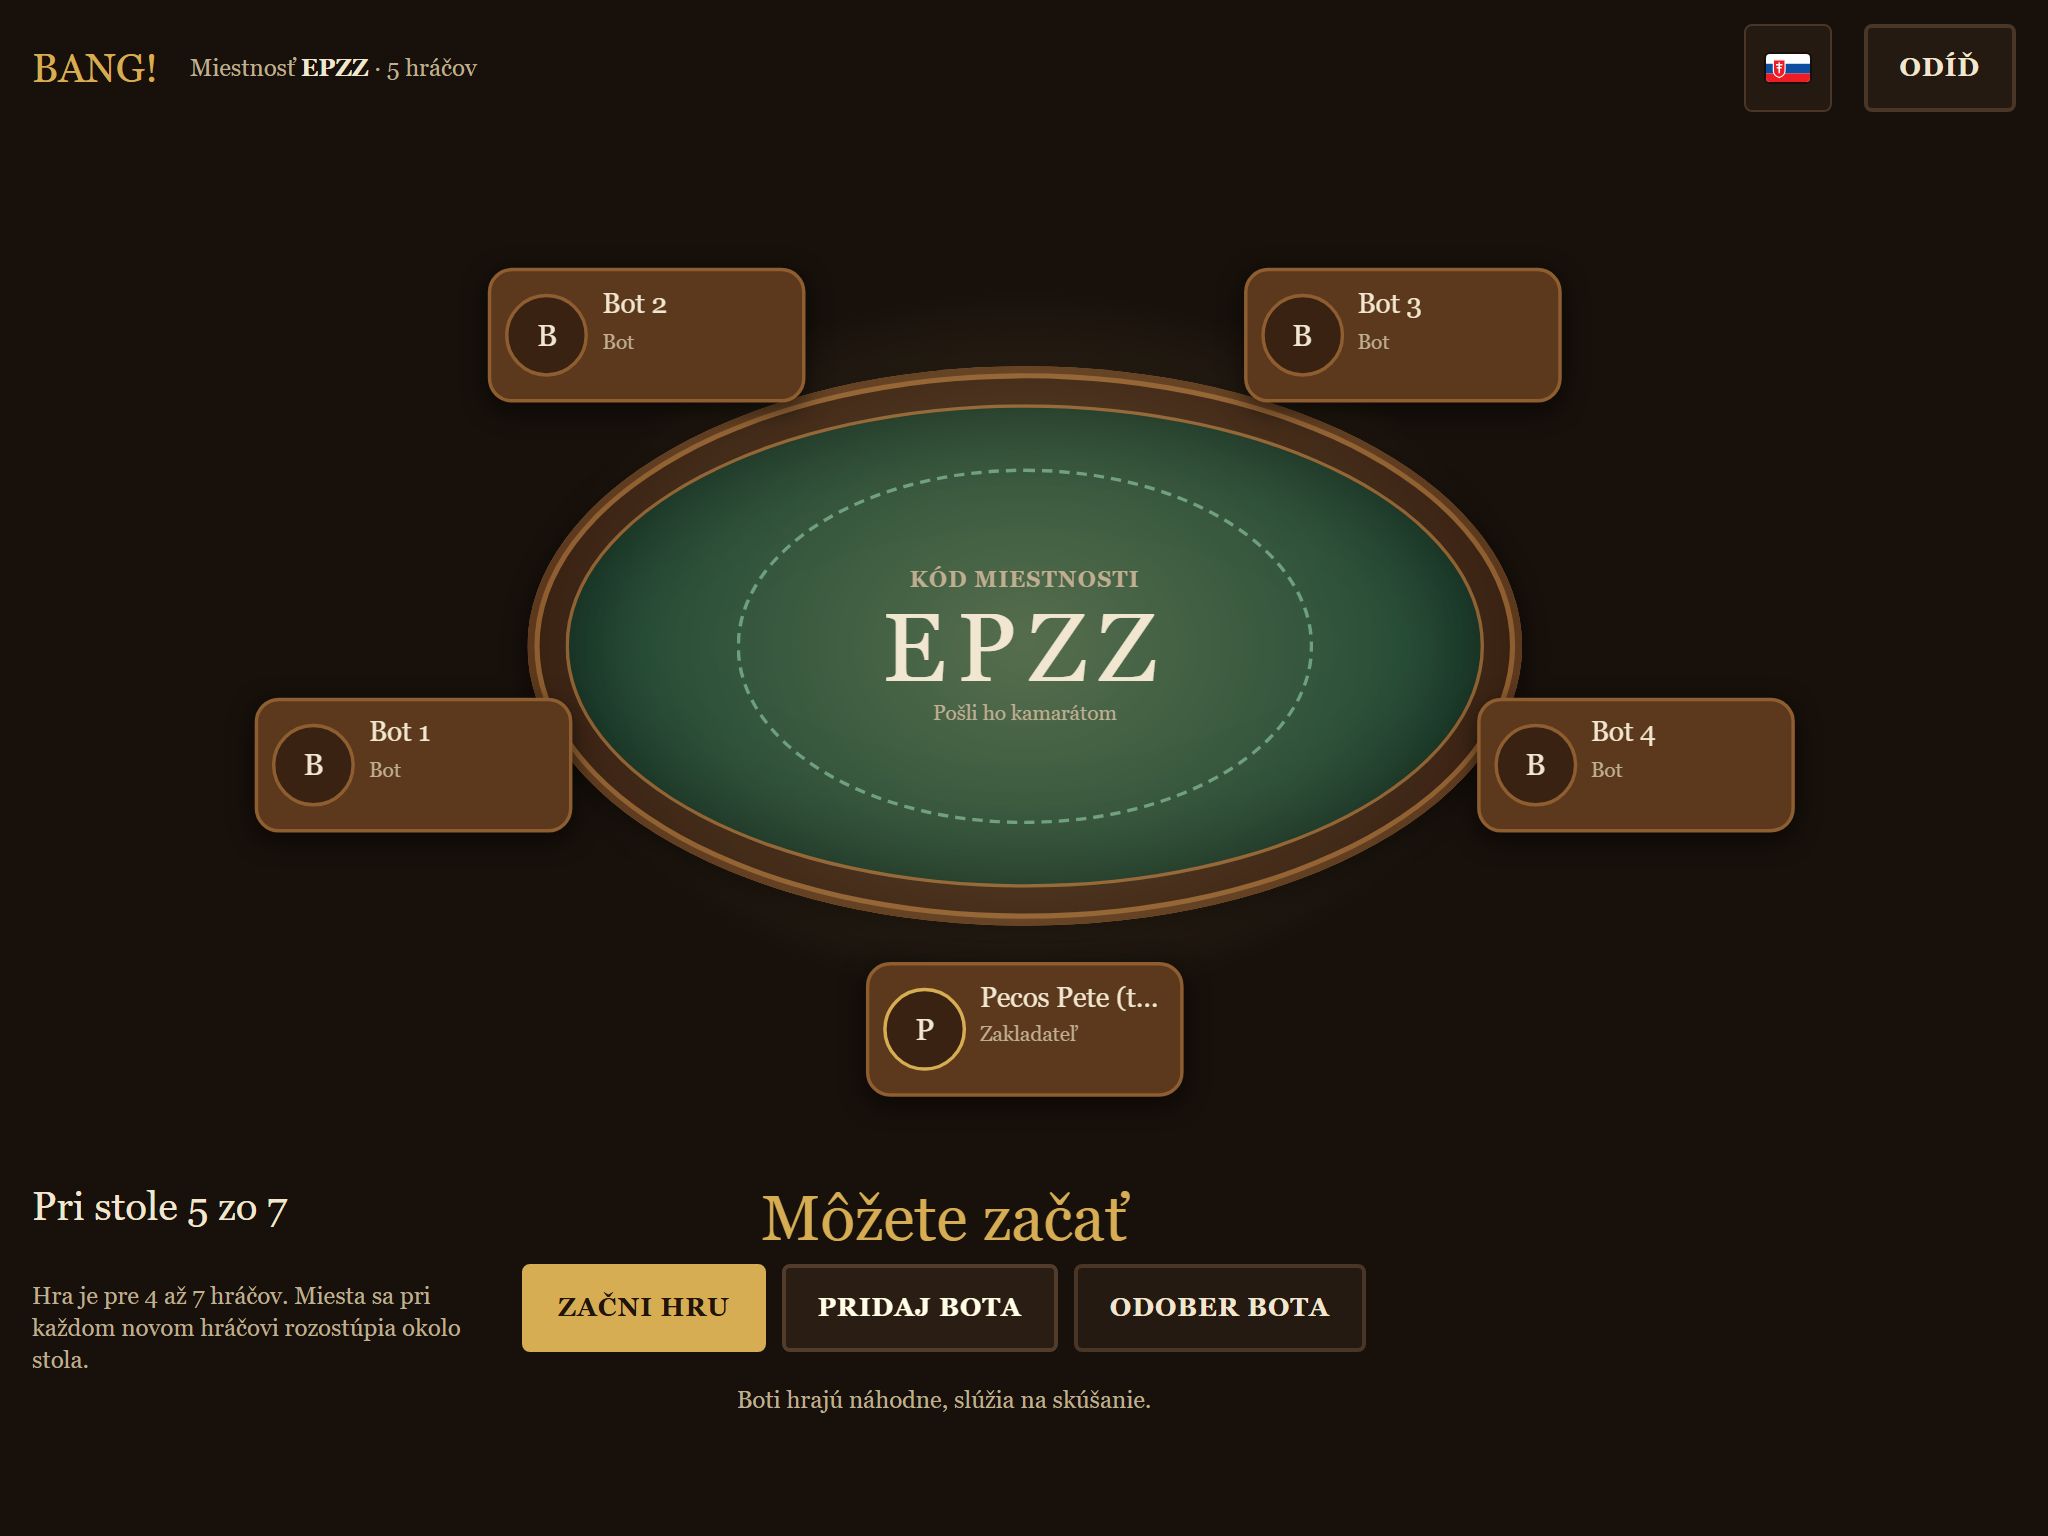 BANG!
Miestnosť EPZZ · 5 hráčov
ODÍĎ
B
Bot 2
Bot
B
Bot 3
Bot
KÓD MIESTNOSTI
EPZZ
Pošli ho kamarátom
B
Bot 1
Bot
B
Bot 4
Bot
P
Pecos Pete (t...
Zakladateľ
Pri stole 5 zo 7
Hra je pre 4 až 7 hráčov. Miesta sa pri
každom novom hráčovi rozostúpia okolo
stola.
Môžete začať
ZAČNI HRU
PRIDAJ BOTA
ODOBER BOTA
Boti hrajú náhodne, slúžia na skúšanie.